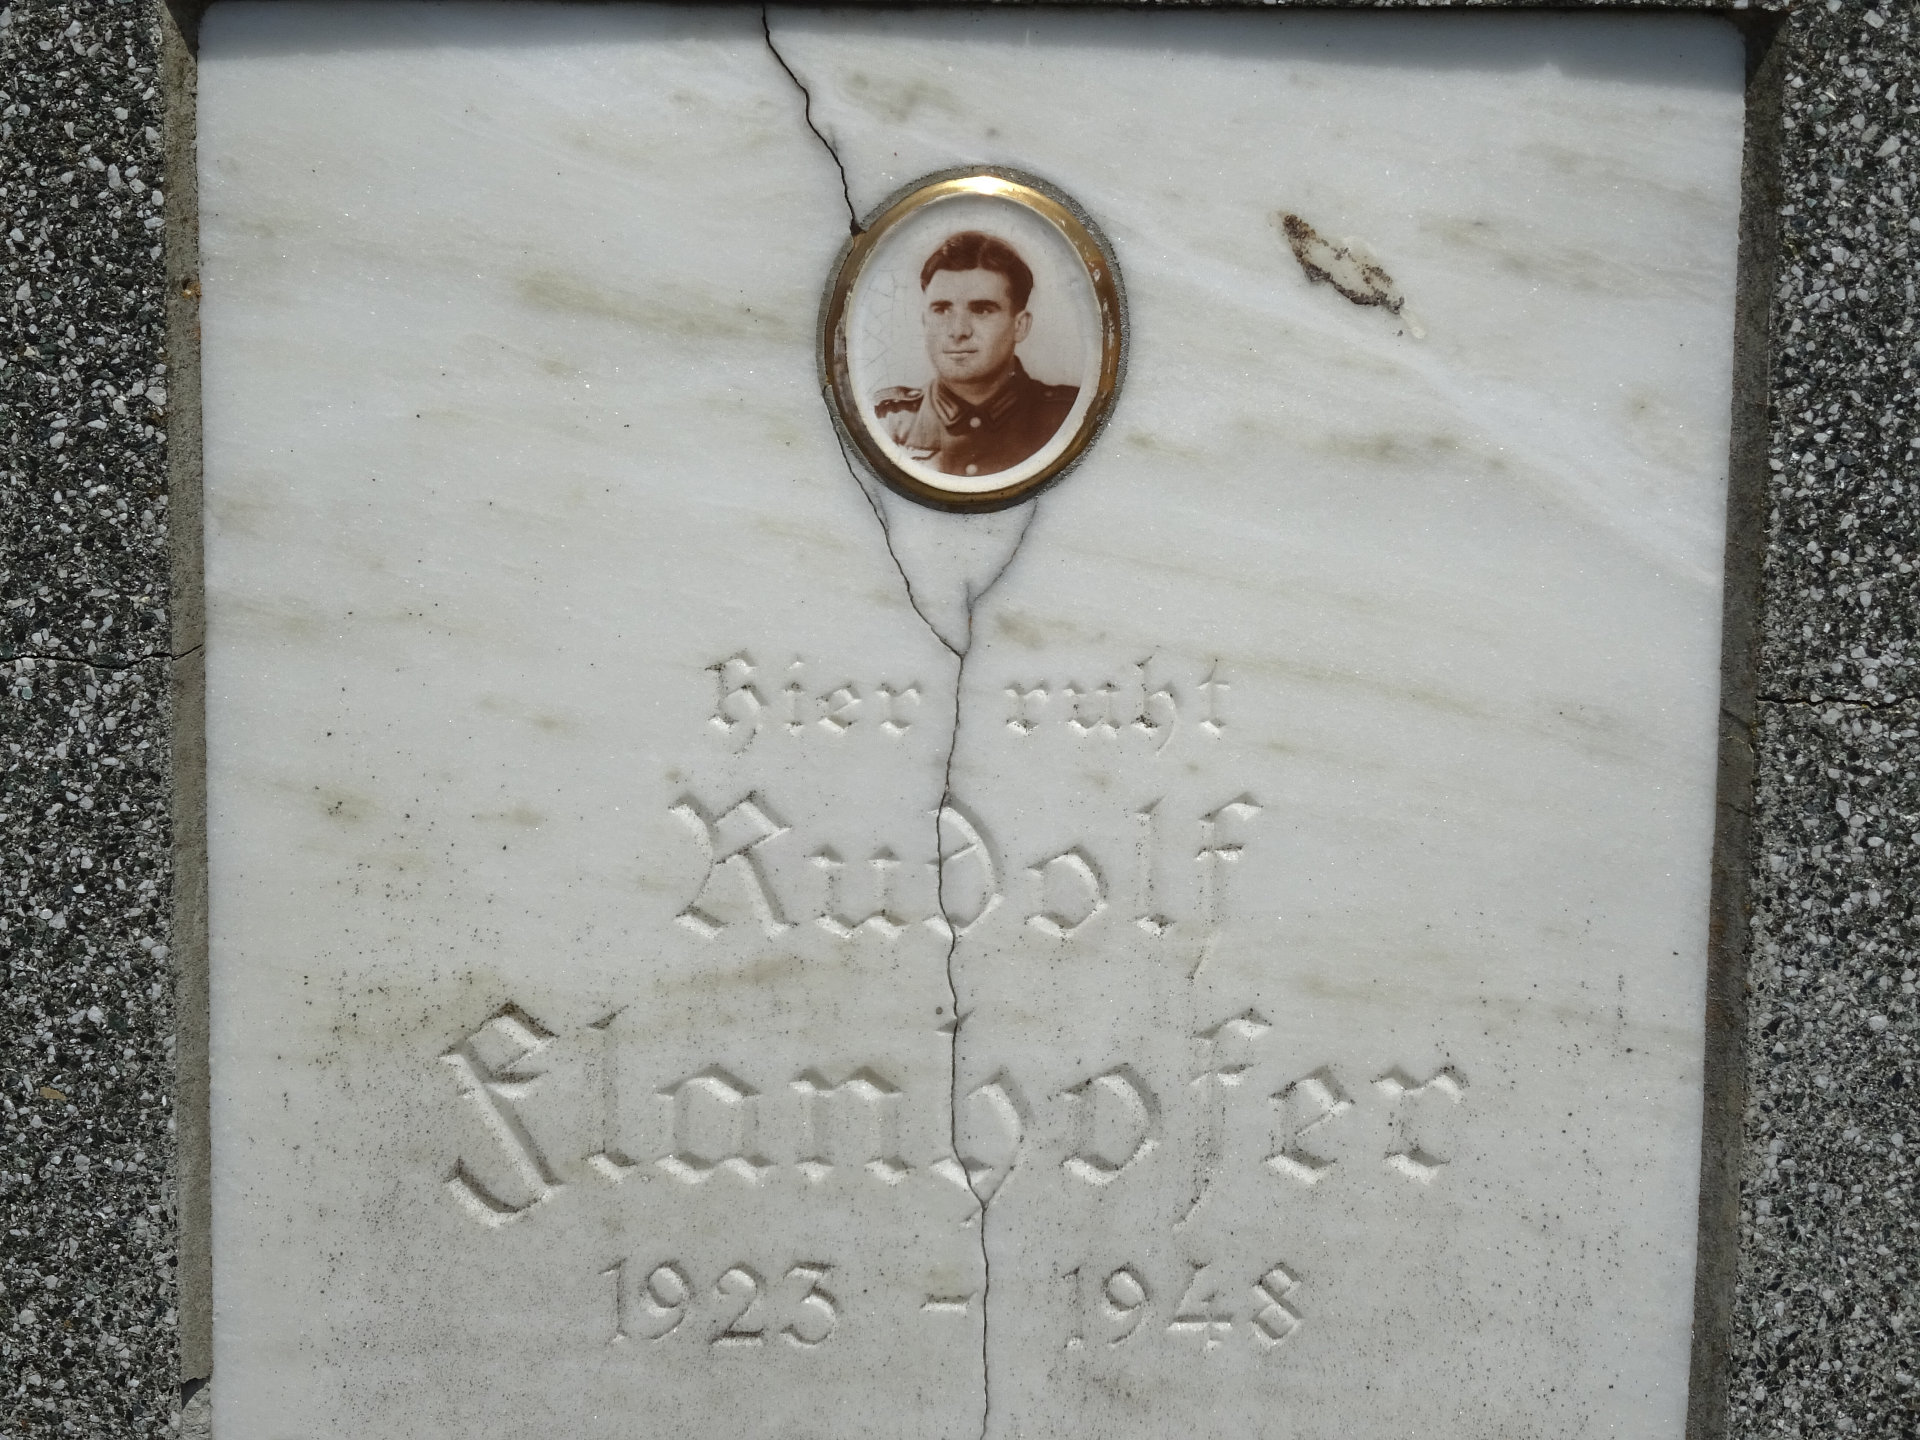 hier ruht
Rudolf
Flanhofer
1923 - 1948